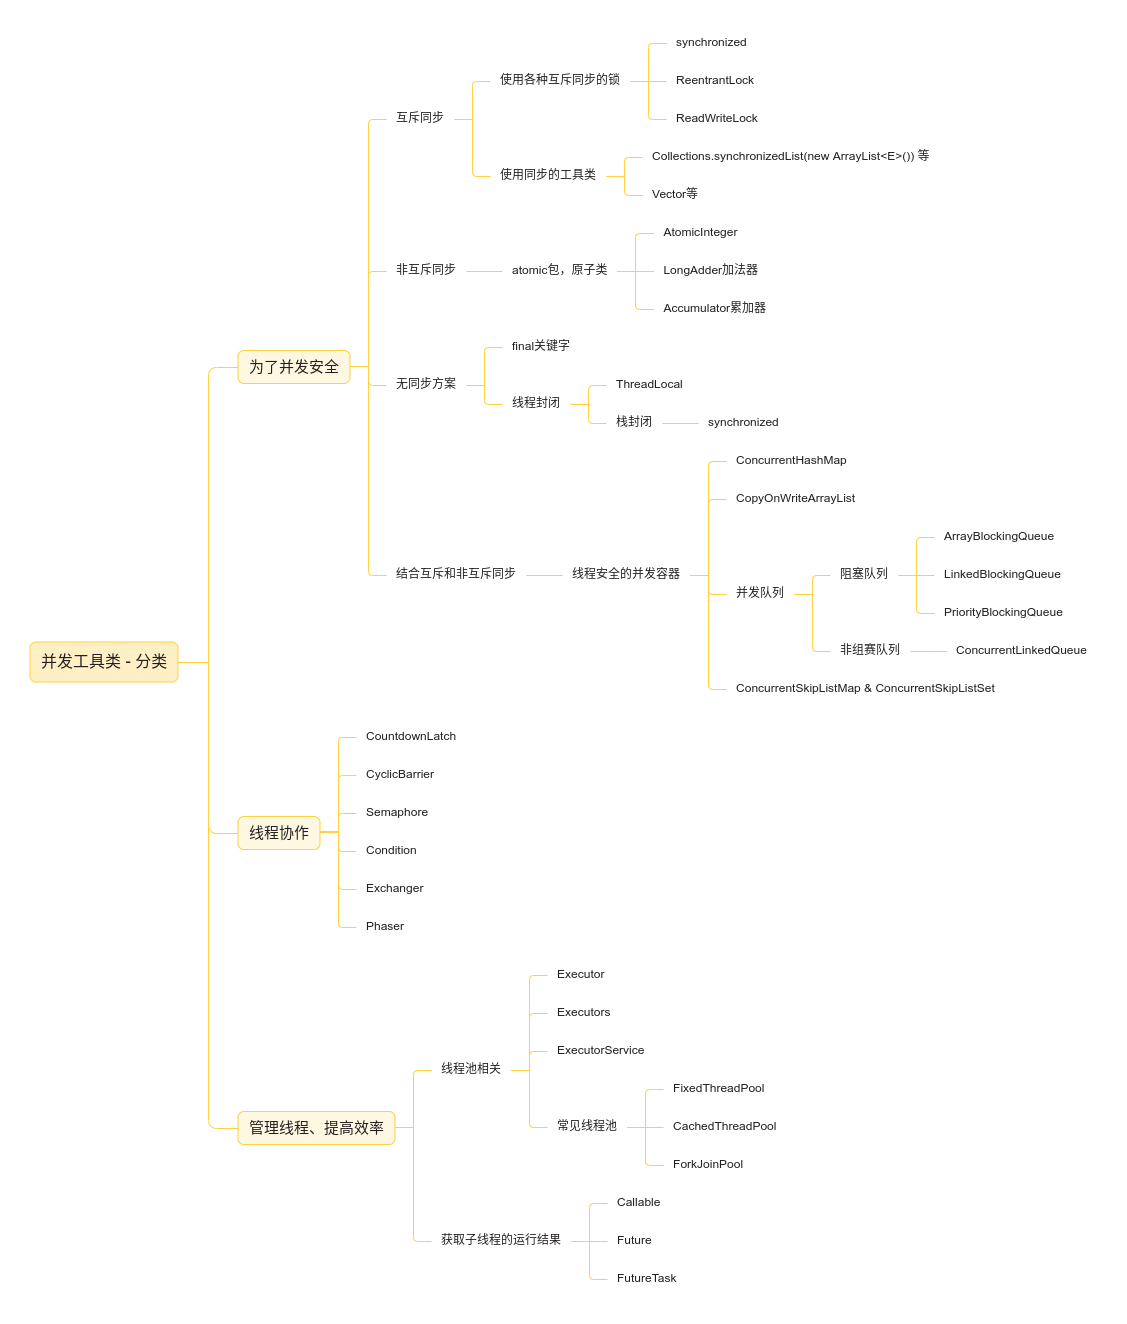 并发工具类 - 分类
为了并发安全
互斥同步
使用各种互斥同步的锁
synchronized
ReentrantLock
ReadWriteLock
使用同步的工具类
Collections.synchronizedList(new ArrayList<E>()) 等
Vector等
非互斥同步
atomic包，原子类
AtomicInteger
LongAdder加法器
Accumulator累加器
无同步方案
final关键字
线程封闭
ThreadLocal
栈封闭
synchronized
结合互斥和非互斥同步
线程安全的并发容器
ConcurrentHashMap
CopyOnWriteArrayList
并发队列
阻塞队列
ArrayBlockingQueue
LinkedBlockingQueue
PriorityBlockingQueue
非组赛队列
ConcurrentLinkedQueue
ConcurrentSkipListMap & ConcurrentSkipListSet
线程协作
CountdownLatch
CyclicBarrier
Semaphore
Condition
Exchanger
Phaser
管理线程、提高效率
线程池相关
Executor
Executors
ExecutorService
常见线程池
FixedThreadPool
CachedThreadPool
ForkJoinPool
获取子线程的运行结果
Callable
Future
FutureTask